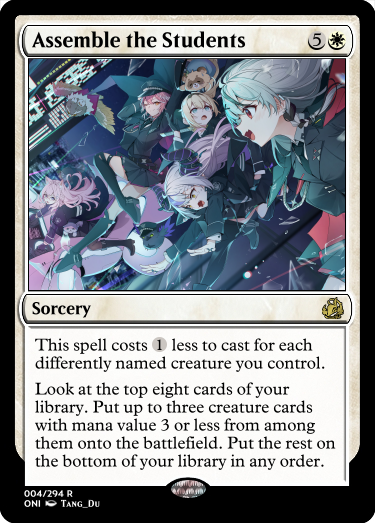 Assemble the Students 5
Sorcery
This spell costs 1 less to cast for each
differently named creature you control.
Look at the top eight cards of your
library. Put up to three creature cards
with mana value 3 or less from among
them onto the battlefield. Put the rest on
the bottom of your library in any order.
004/294 R
ONI Tang_Du